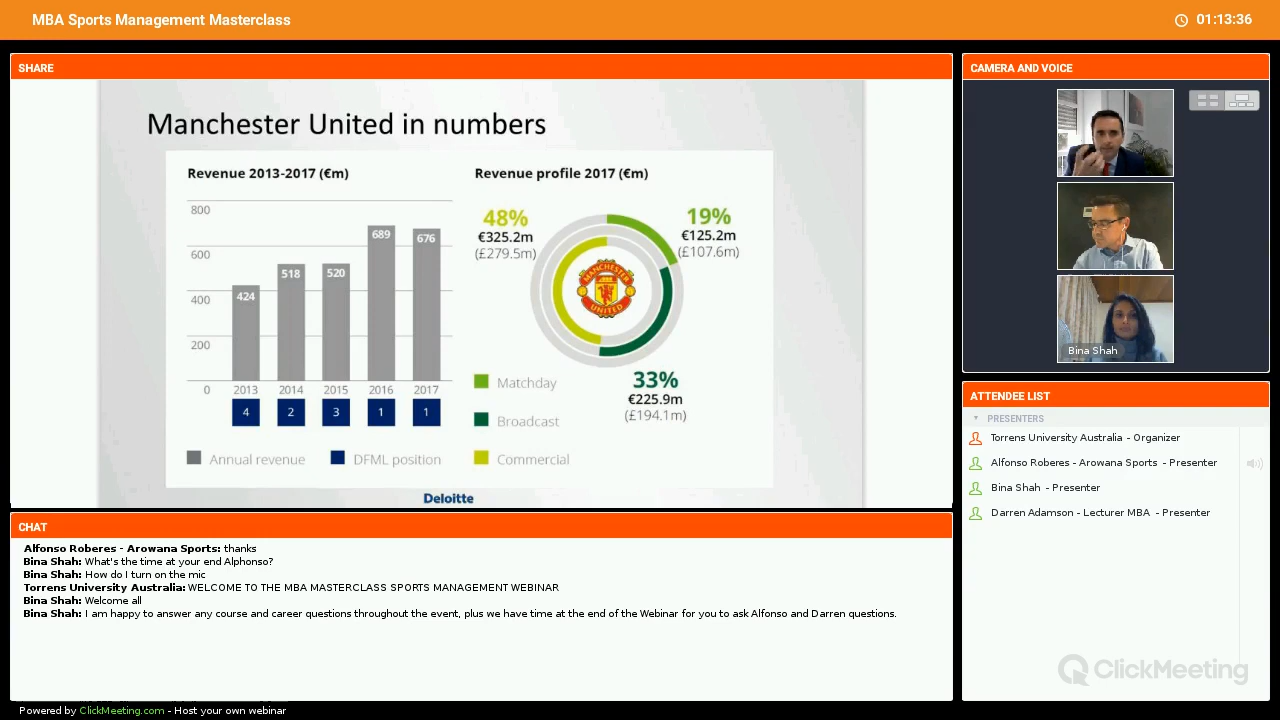 MBA Sports Management Masterclass
01:13:36
SHARE
Manchester United in numbers
Revenue 2013-2017 (€m)
800
600
400
200
0
424
518
520
689
676
2013 2014 2015 2016 2017
4 2 3 1 1
Annual revenue DFML position
Revenue profile 2017 (€m)
48%
€325.2m
(£279.5m)
19%
€125.2m
(£107.6m)
MANCHESTER
UNITED
33%
€225.9m
(£194.1m)
Matchday
Broadcast
Commercial
Deloitte
CAMERA AND VOICE
Bina Shah
ATTENDEE LIST
PRESENTERS
Torrens University Australia - Organizer
Alfonso Roberes - Arowana Sports - Presenter
Bina Shah - Presenter
Darren Adamson - Lecturer MBA - Presenter
ClickMeeting
CHAT
Alfonso Roberes - Arowana Sports: thanks
Bina Shah: What's the time at your end Alphonso?
Bina Shah: How do I turn on the mic
Torrens University Australia: WELCOME TO THE MBA MASTERCLASS SPORTS MANAGEMENT WEBINAR
Bina Shah: Welcome all
Bina Shah: I am happy to answer any course and career questions throughout the event, plus we have time at the end of the Webinar for you to ask Alfonso and Darren questions.
Powered by ClickMeeting.com - Host your own webinar